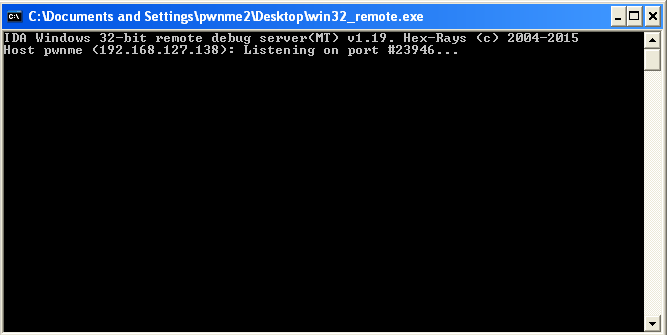 C:\Documents and Settings\pwnme2\Desktop\win32_remote.exe
IDA Windows 32-bit remote debug server(MT) v1.19. Hex-Rays (c) 2004-2015
Host pwnme (192.168.127.138): Listening on port #23946...